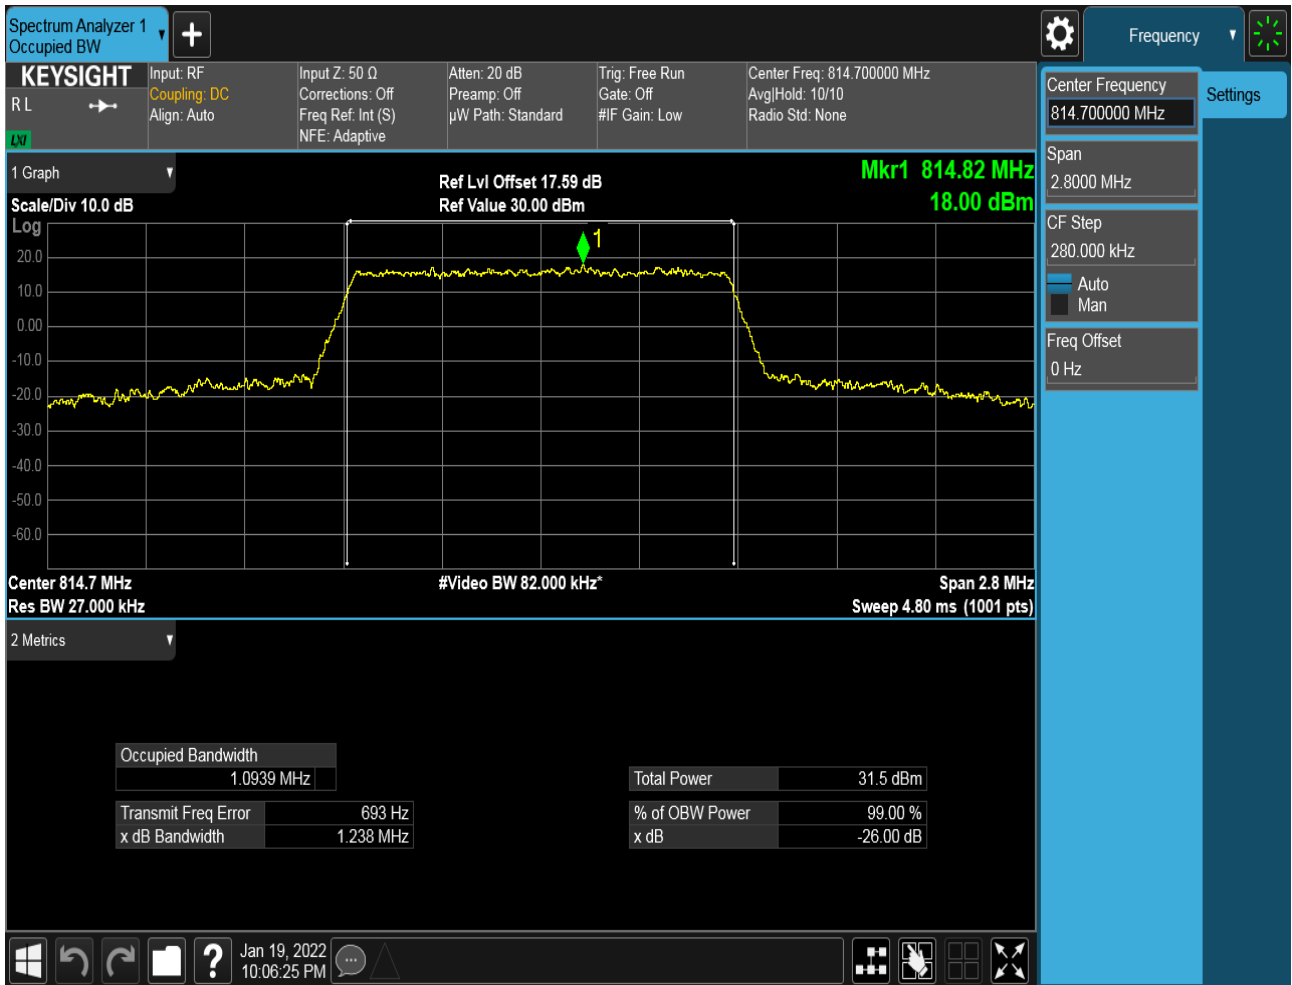 Spectrum Analyzer 1
Occupied BW
Frequency
KEYSIGHT
R L
LXI
Input: RF
Coupling: DC
Align: Auto
Input Z: 50 Ω
Corrections: Off
Freq Ref: Int (S)
NFE: Adaptive
Atten: 20 dB
Preamp: Off
µW Path: Standard
Trig: Free Run
Gate: Off
#IF Gain: Low
Center Freq: 814.700000 MHz
Avg|Hold: 10/10
Radio Std: None
Center Frequency
814.700000 MHz
Settings
Span
2.8000 MHz
CF Step
280.000 kHz
Auto
Man
Freq Offset
0 Hz
1 Graph
Scale/Div 10.0 dB
Ref Lvl Offset 17.59 dB
Ref Value 30.00 dBm
Mkr1 814.82 MHz
18.00 dBm
Log
1
20.0
10.0
0.00
-10.0
-20.0
-30.0
-40.0
-50.0
-60.0
Center 814.7 MHz
#Video BW 82.000 kHz*
Span 2.8 MHz
Res BW 27.000 kHz
Sweep 4.80 ms (1001 pts)
2 Metrics
Occupied Bandwidth
1.0939 MHz
Transmit Freq Error 693 Hz
x dB Bandwidth 1.238 MHz
Total Power 31.5 dBm
% of OBW Power 99.00 %
x dB -26.00 dB
?
Jan 19, 2022
10:06:25 PM